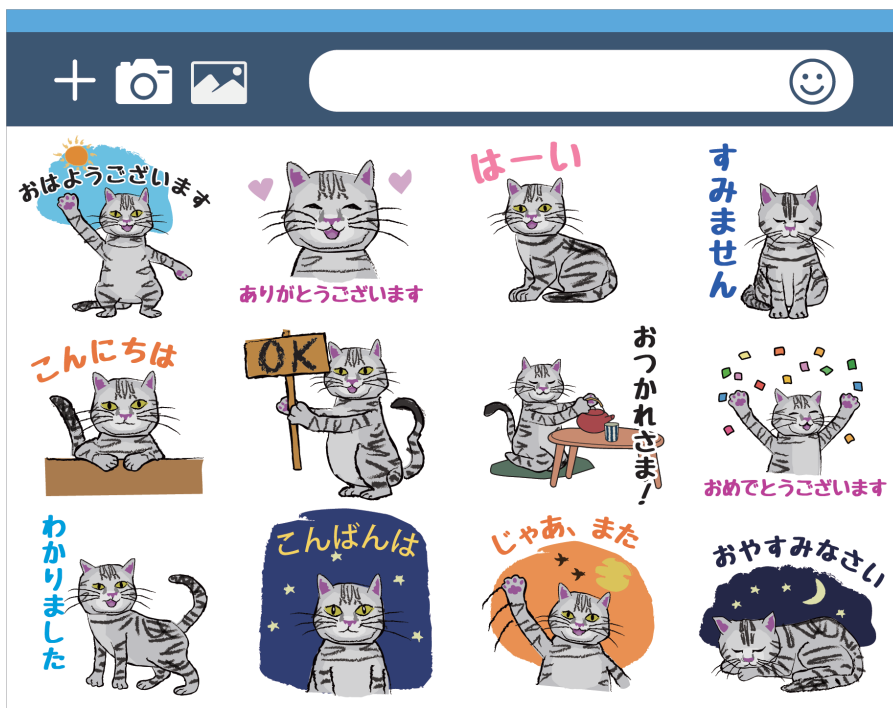 おはようございます
ありがとうございます
はーい
すみません
こんにちは
OK
おつかれさま!
おめでとうございます
わかりました
こんばんは
じゃあ、また
おやすみなさい